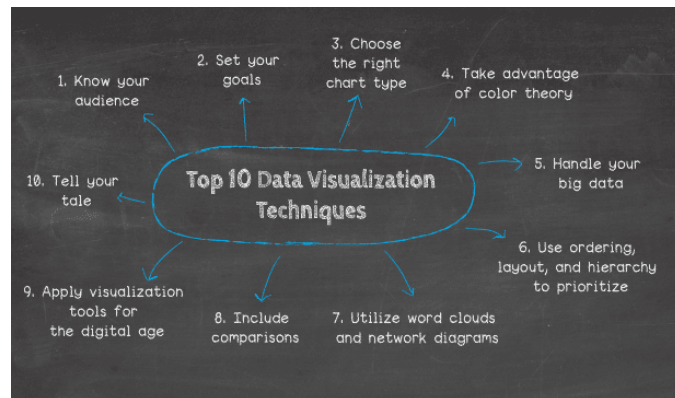 Top 10 Data Visualization
Techniques
1. Know your
audience
2. Set your
goals
3. Choose
the right
chart type
4. Take advantage
of color theory
5. Handle your
big data
6. Use ordering,
layout, and hierarchy
to prioritize
7. Utilize word clouds
and network diagrams
8. Include
comparisons
9. Apply visualization
tools for
the digital age
10. Tell your
tale